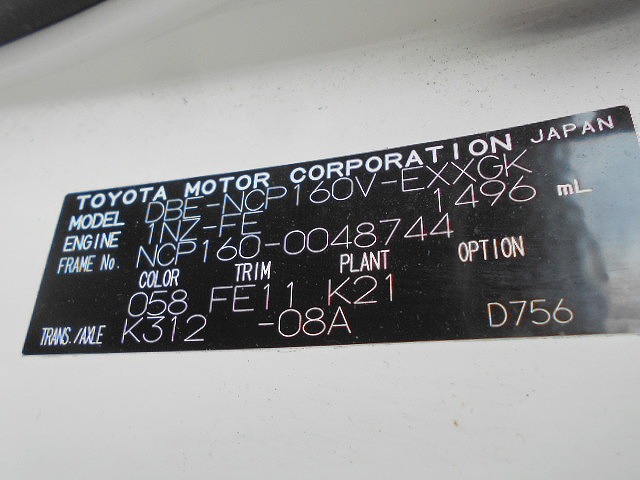 TOYOTA MOTOR CORPORATION JAPAN
MODEL DBE-NCP160V-EXXGK
ENGINE 1NZ-FE 1496 mL
FRAME No. NCP160-0048744
COLOR TRIM PLANT OPTION
058 FE11 K21
TRANS./AXLE K312 -08A D756